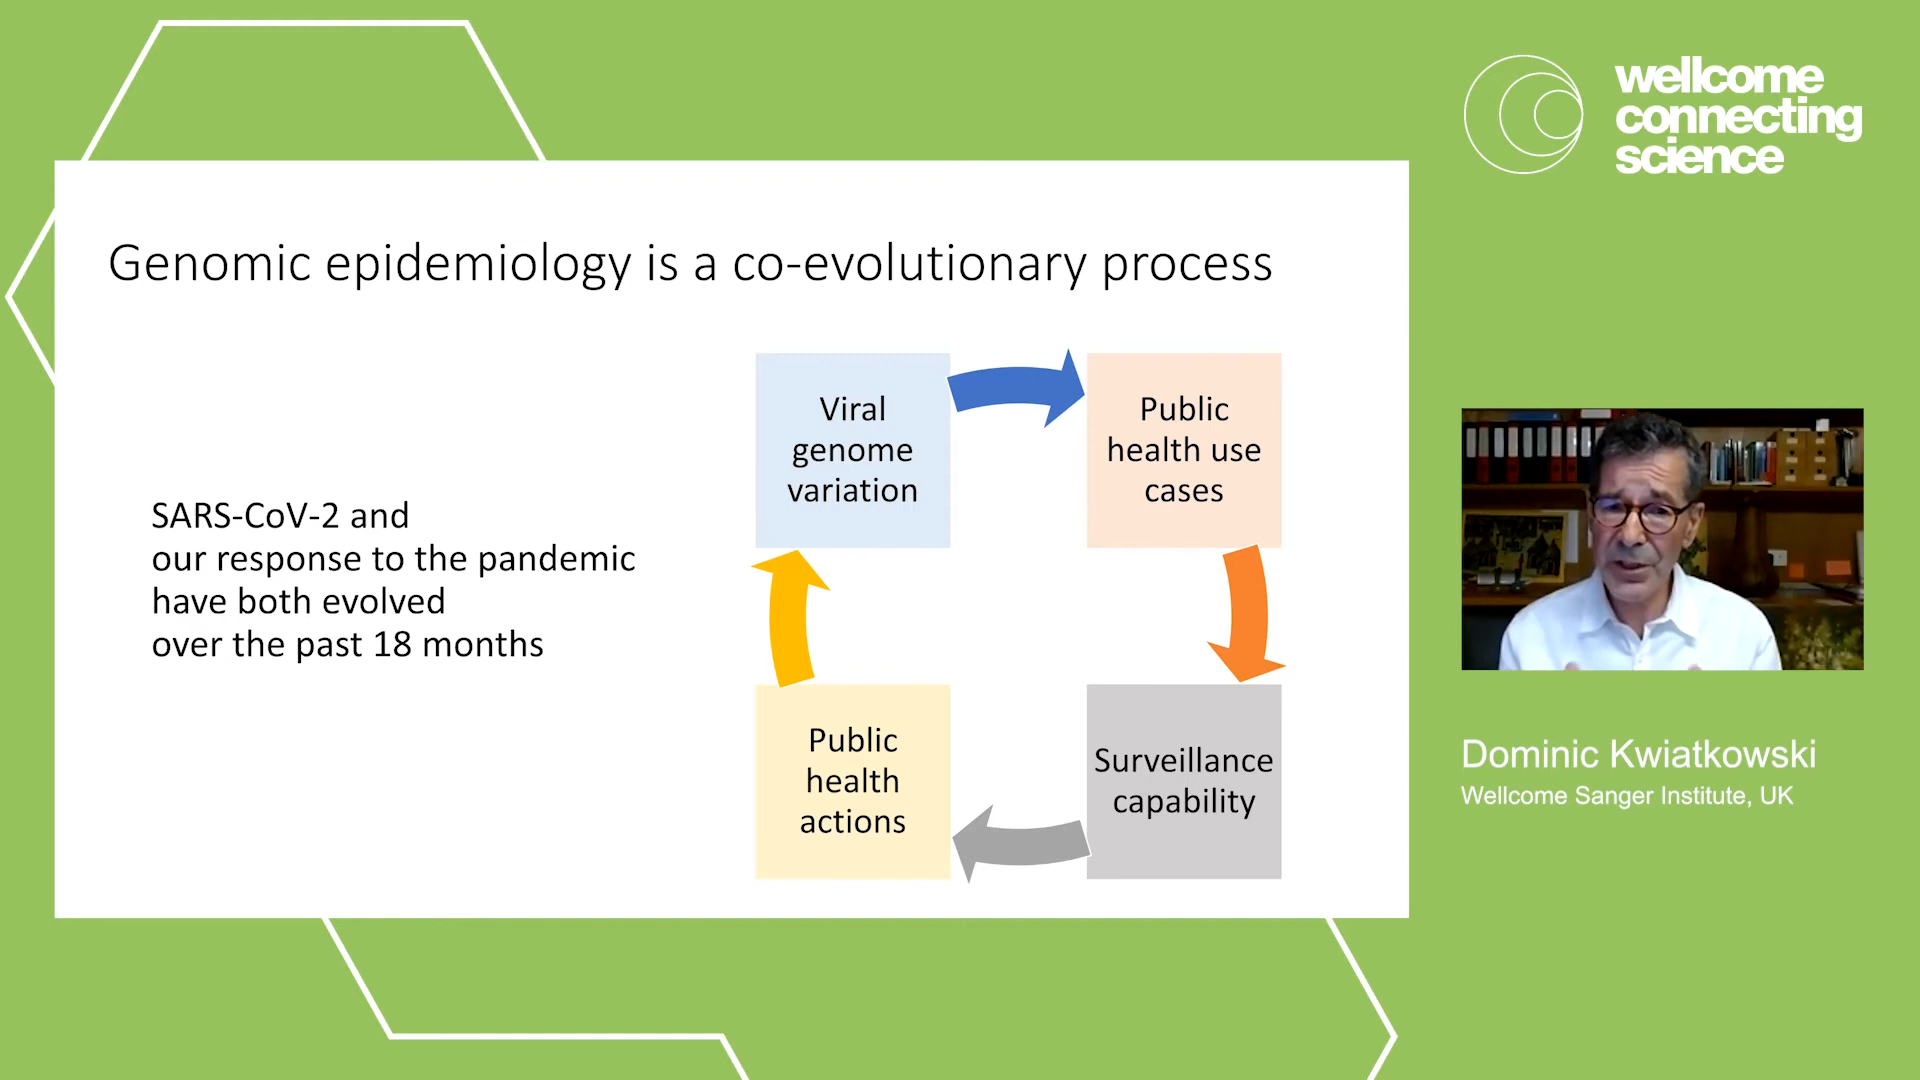 wellcome
connecting
science
Genomic epidemiology is a co-evolutionary process
SARS-CoV-2 and
our response to the pandemic
have both evolved
over the past 18 months
Viral
genome
variation
Public
health use
cases
Surveillance
capability
Public
health
actions
Dominic Kwiatkowski
Wellcome Sanger Institute, UK